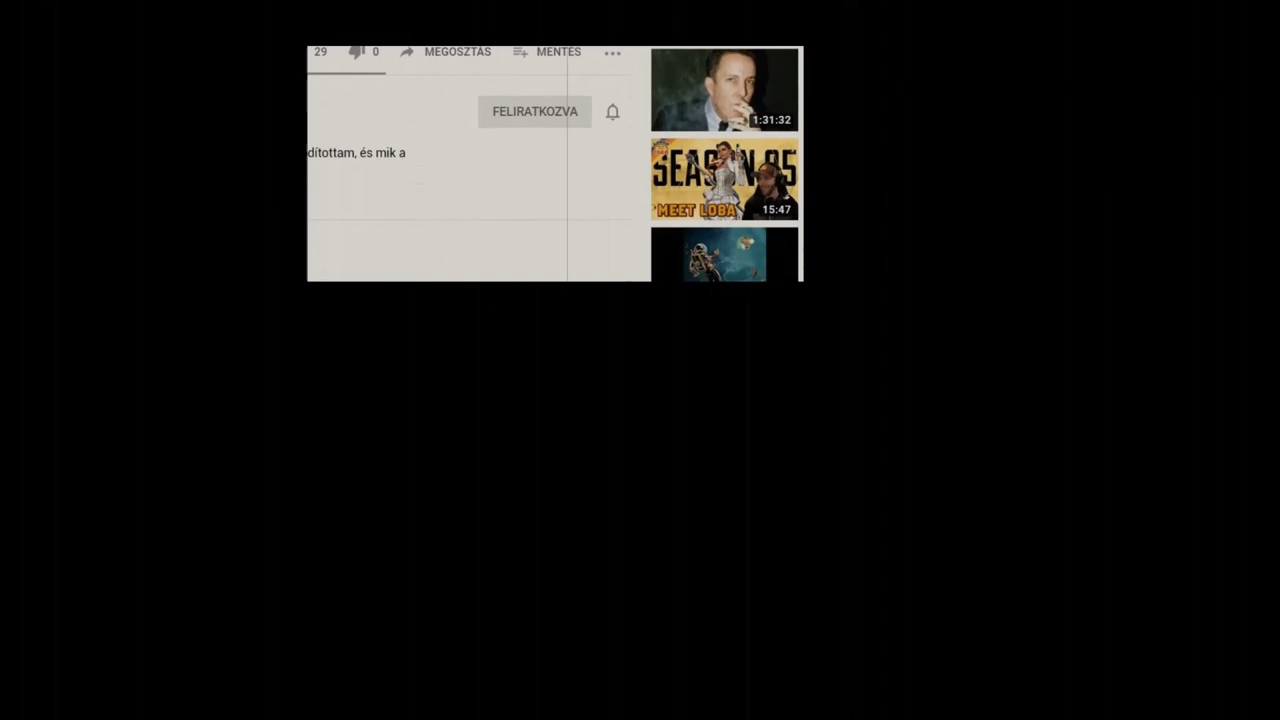 29 0 MEGOSZTÁS MENTÉS
FELIRATKOZVA
dítottam, és mik a
1:31:32
SEASON 05
MEET LOBA
15:47